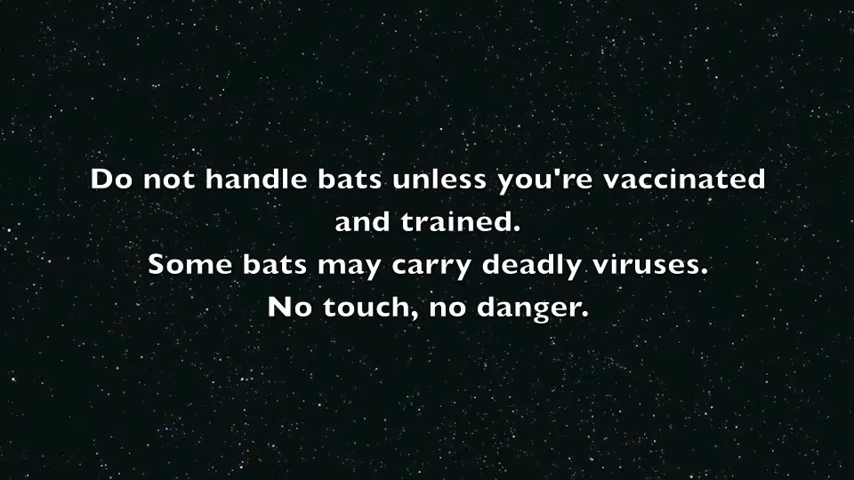 Do not handle bats unless you're vaccinated
and trained.
Some bats may carry deadly viruses.
No touch, no danger.